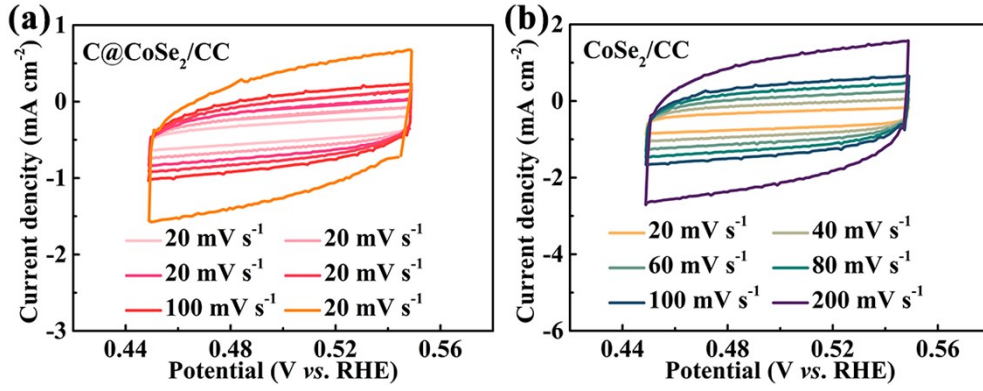 (a)
C@CoSe₂/CC
Current dencity (mA cm⁻²)
1
0
-1
-2
-3
20 mV s⁻¹ 20 mV s⁻¹
20 mV s⁻¹ 20 mV s⁻¹
100 mV s⁻¹ 20 mV s⁻¹
0.44 0.48 0.52 0.56
Potential (V vs. RHE)
(b)
CoSe₂/CC
Current dencity (mA cm⁻²)
2
0
-2
-4
-6
20 mV s⁻¹ 40 mV s⁻¹
60 mV s⁻¹ 80 mV s⁻¹
100 mV s⁻¹ 200 mV s⁻¹
0.44 0.48 0.52 0.56
Potential (V vs. RHE)